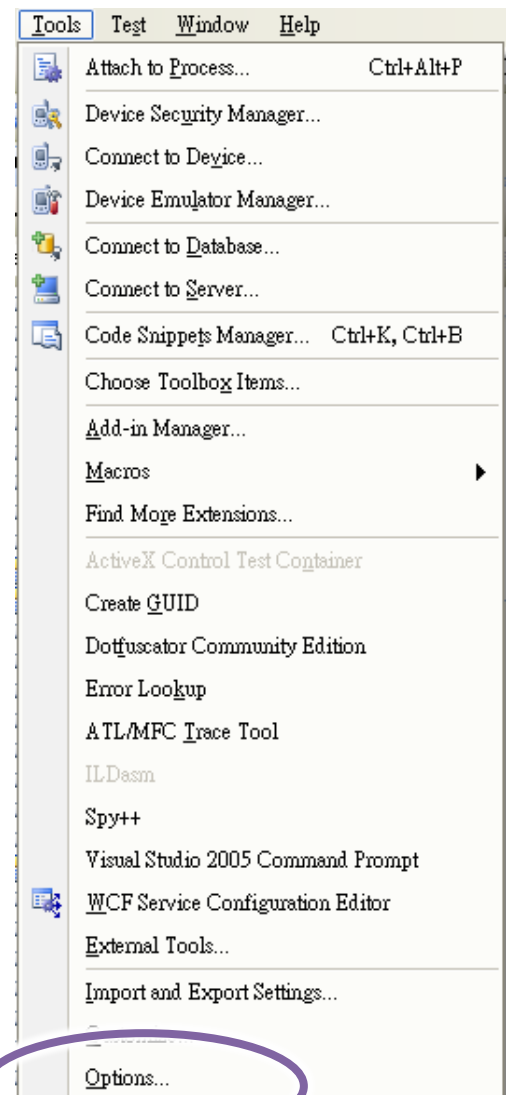 Tools Test Window Help
Attach to Process... Ctrl+Alt+P
Device Security Manager...
Connect to Device...
Device Emulator Manager...
Connect to Database...
Connect to Server...
Code Snippets Manager... Ctrl+K, Ctrl+B
Choose Toolbox Items...
Add-in Manager...
Macros
Find More Extensions...
ActiveX Control Test Container
Create GUID
Dotfuscator Community Edition
Error Lookup
ATL/MFC Trace Tool
ILDasm
Spy++
Visual Studio 2005 Command Prompt
WCF Service Configuration Editor
External Tools...
Import and Export Settings...
Options...